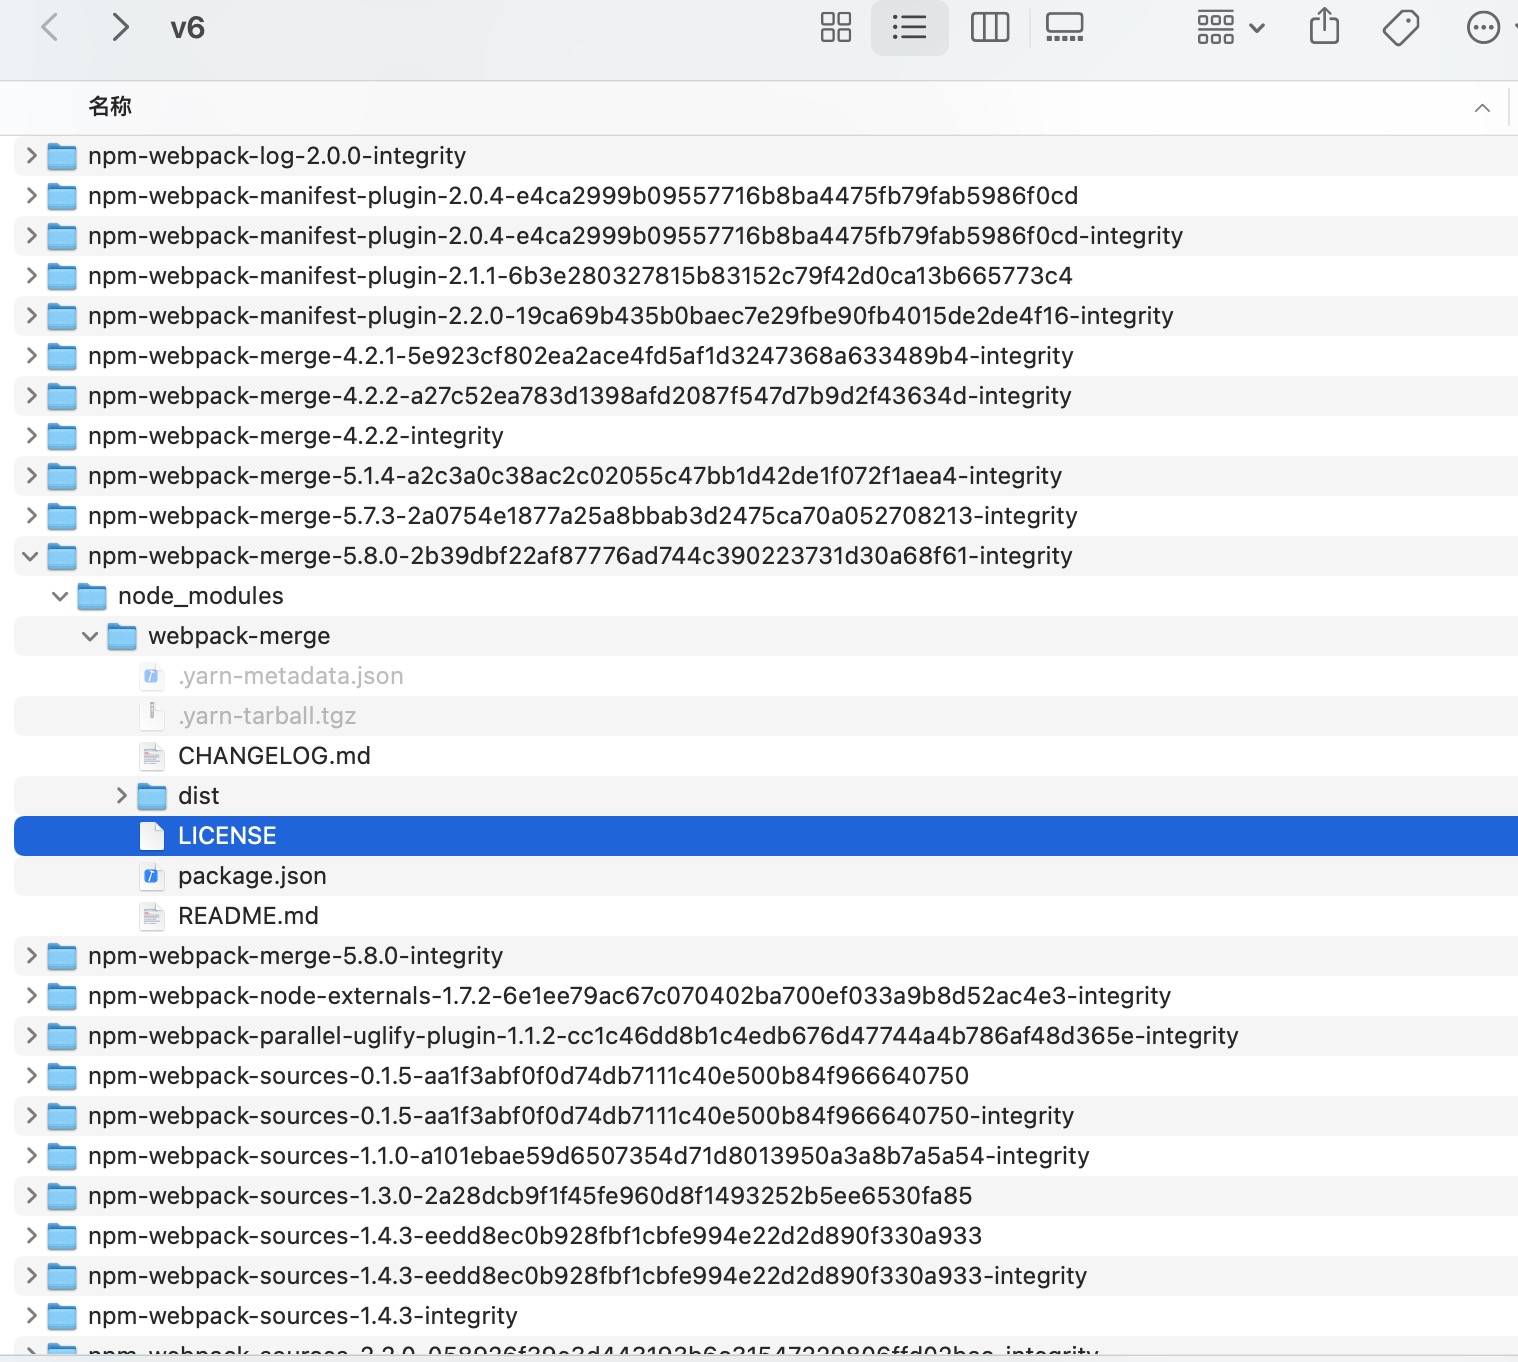 v6
名称
npm-webpack-log-2.0.0-integrity
npm-webpack-manifest-plugin-2.0.4-e4ca2999b09557716b8ba4475fb79fab5986f0cd
npm-webpack-manifest-plugin-2.0.4-e4ca2999b09557716b8ba4475fb79fab5986f0cd-integrity
npm-webpack-manifest-plugin-2.1.1-6b3e280327815b83152c79f42d0ca13b665773c4
npm-webpack-manifest-plugin-2.2.0-19ca69b435b0baec7e29fbe90fb4015de2de4f16-integrity
npm-webpack-merge-4.2.1-5e923cf802ea2ace4fd5af1d3247368a633489b4-integrity
npm-webpack-merge-4.2.2-a27c52ea783d1398afd2087f547d7b9d2f43634d-integrity
npm-webpack-merge-4.2.2-integrity
npm-webpack-merge-5.1.4-a2c3a0c38ac2c02055c47bb1d42de1f072f1aea4-integrity
npm-webpack-merge-5.7.3-2a0754e1877a25a8bbab3d2475ca70a052708213-integrity
npm-webpack-merge-5.8.0-2b39dbf22af87776ad744c390223731d30a68f61-integrity
node_modules
webpack-merge
.yarn-metadata.json
.yarn-tarball.tgz
CHANGELOG.md
dist
LICENSE
package.json
README.md
npm-webpack-merge-5.8.0-integrity
npm-webpack-node-externals-1.7.2-6e1ee79ac67c070402ba700ef033a9b8d52ac4e3-integrity
npm-webpack-parallel-uglify-plugin-1.1.2-cc1c46dd8b1c4edb676d47744a4b786af48d365e-integrity
npm-webpack-sources-0.1.5-aa1f3abf0f0d74db7111c40e500b84f966640750
npm-webpack-sources-0.1.5-aa1f3abf0f0d74db7111c40e500b84f966640750-integrity
npm-webpack-sources-1.1.0-a101ebae59d6507354d71d8013950a3a8b7a5a54-integrity
npm-webpack-sources-1.3.0-2a28dcb9f1f45fe960d8f1493252b5ee6530fa85
npm-webpack-sources-1.4.3-eedd8ec0b928fbf1cbfe994e22d2d890f330a933
npm-webpack-sources-1.4.3-eedd8ec0b928fbf1cbfe994e22d2d890f330a933-integrity
npm-webpack-sources-1.4.3-integrity